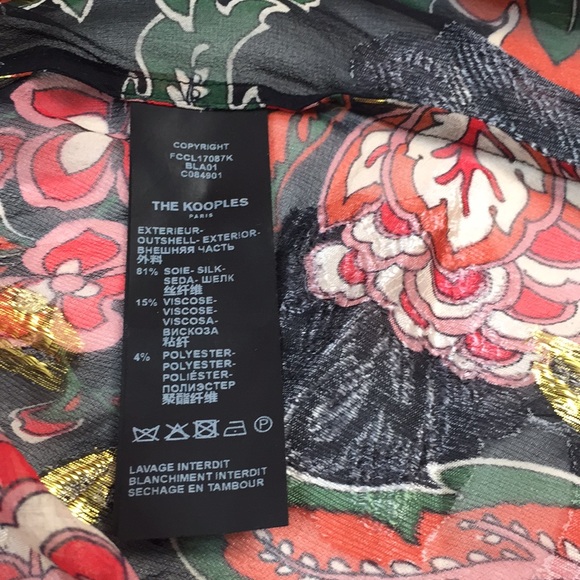 COPYRIGHT
FCCL17087K
BLA01
C084901
THE KOOPLES
PARIS
EXTERIEUR-
OUTSHELL- EXTERIOR-
ВНЕШНЯЯ ЧАСТЬ
外料
81% SOIE- SILK-
SEDA- ШЕЛК
丝纤维
15% VISCOSE-
VISCOSE-
VISCOSA-
ВИСКОЗА
粘纤
4% POLYESTER-
POLYESTER-
POLIÉSTER-
ПОЛИЭСТЕР
聚酯纤维
P
LAVAGE INTERDIT
BLANCHIMENT INTERDIT
SECHAGE EN TAMBOUR